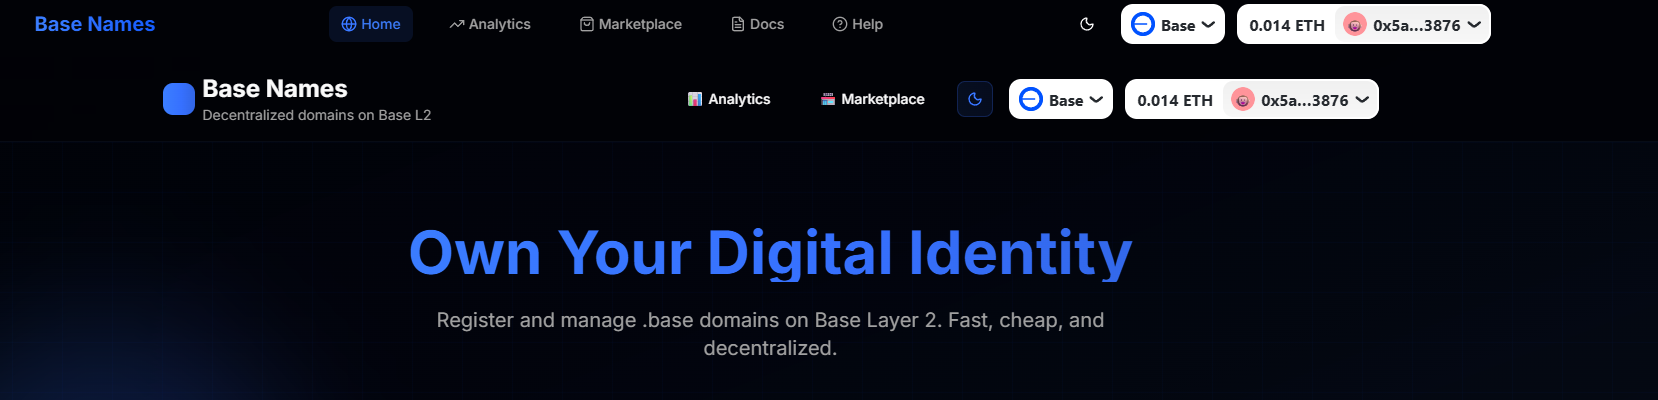 Base Names Home Analytics Marketplace Docs Help Base 0.014 ETH 0x5a...3876
Base Names
Decentralized domains on Base L2
Analytics Marketplace Base 0.014 ETH 0x5a...3876
Own Your Digital Identity
Register and manage .base domains on Base Layer 2. Fast, cheap, and
decentralized.